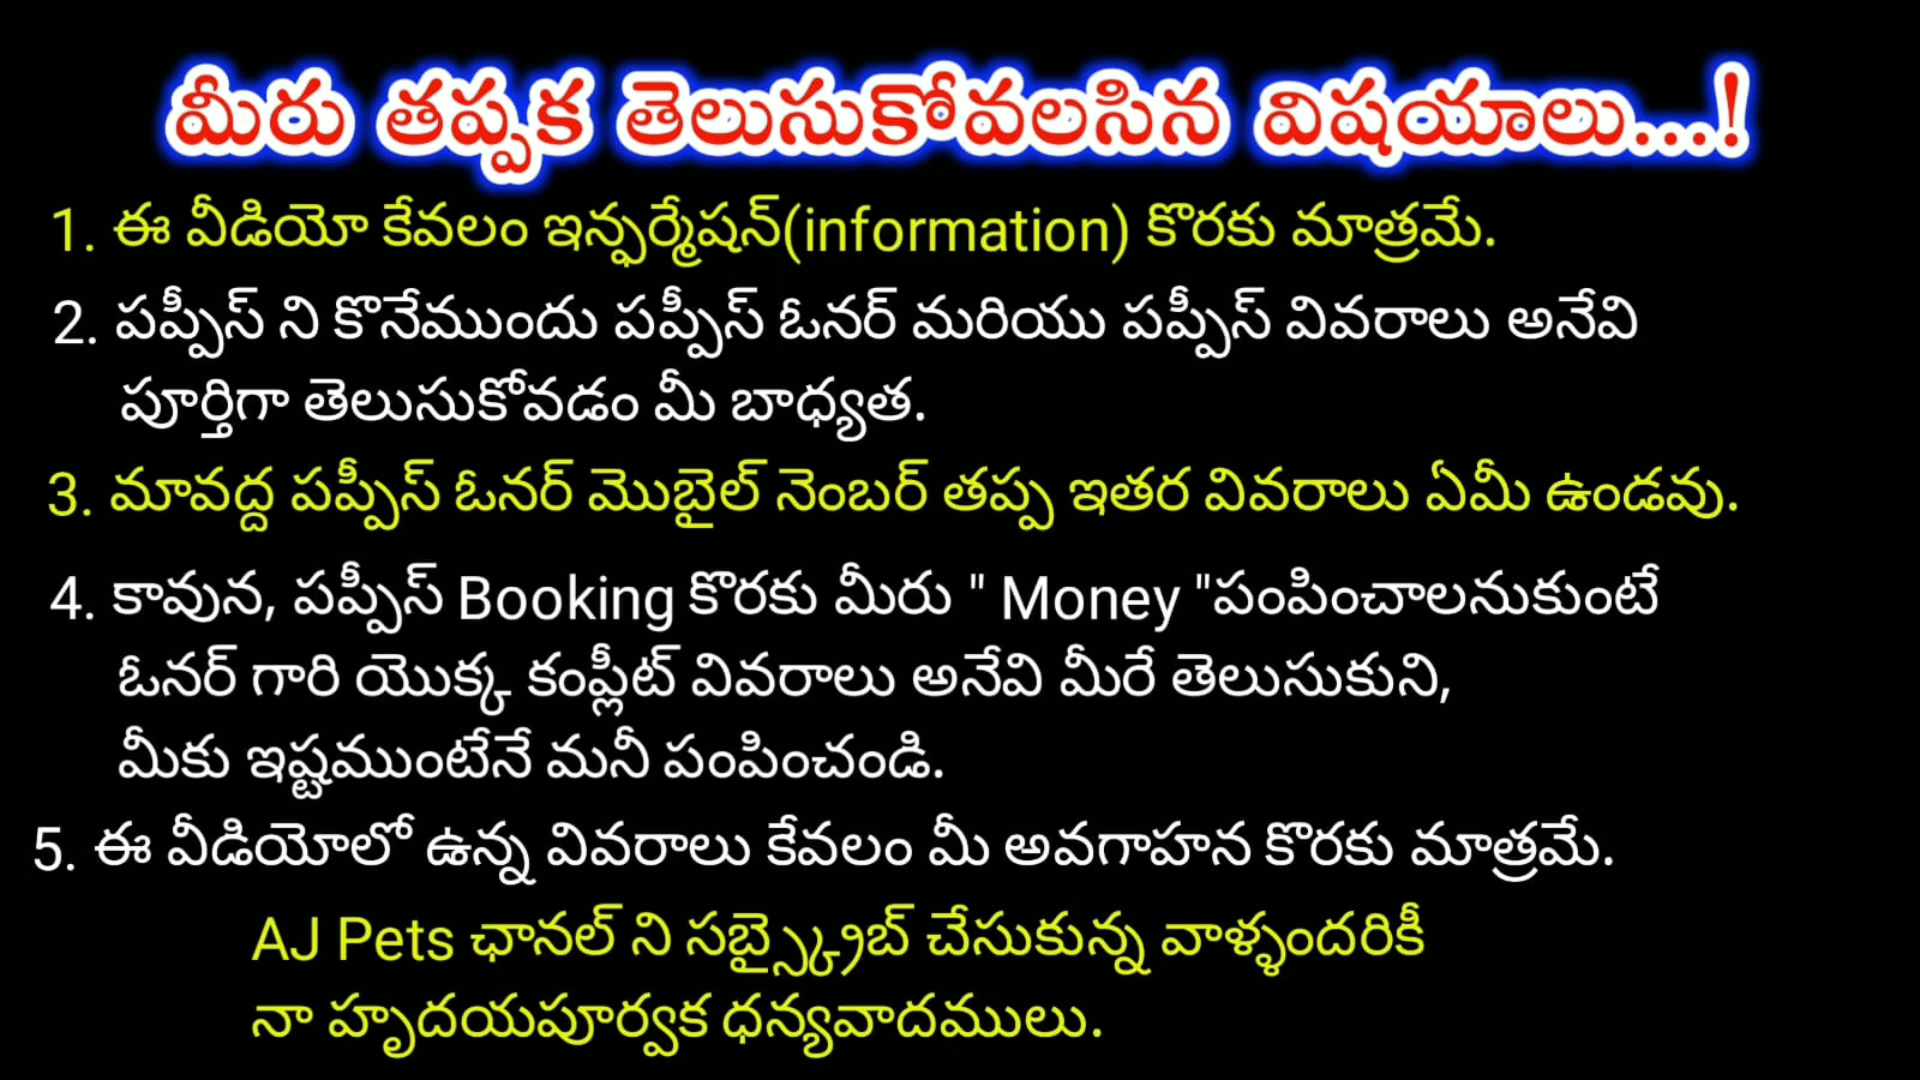 మీరు తప్పక తెలుసుకోవలసిన విషయాలు...!
1. ఈ వీడియో కేవలం ఇన్ఫర్మేషన్(information) కొరకు మాత్రమే.
2. పప్పీస్ ని కొనేముందు పప్పీస్ ఓనర్ మరియు పప్పీస్ వివరాలు అనేవి
పూర్తిగా తెలుసుకోవడం మీ బాధ్యత.
3. మావద్ద పప్పీస్ ఓనర్ మొబైల్ నెంబర్ తప్ప ఇతర వివరాలు ఏమీ ఉండవు.
4. కావున, పప్పీస్ Booking కొరకు మీరు " Money "పంపించాలనుకుంటే
ఓనర్ గారి యొక్క కంప్లీట్ వివరాలు అనేవి మీరే తెలుసుకుని,
మీకు ఇష్టముంటేనే మనీ పంపించండి.
5. ఈ వీడియోలో ఉన్న వివరాలు కేవలం మీ అవగాహన కొరకు మాత్రమే.
AJ Pets ఛానల్ ని సబ్స్క్రైబ్ చేసుకున్న వాళ్ళందరికీ
నా హృదయపూర్వక ధన్యవాదములు.